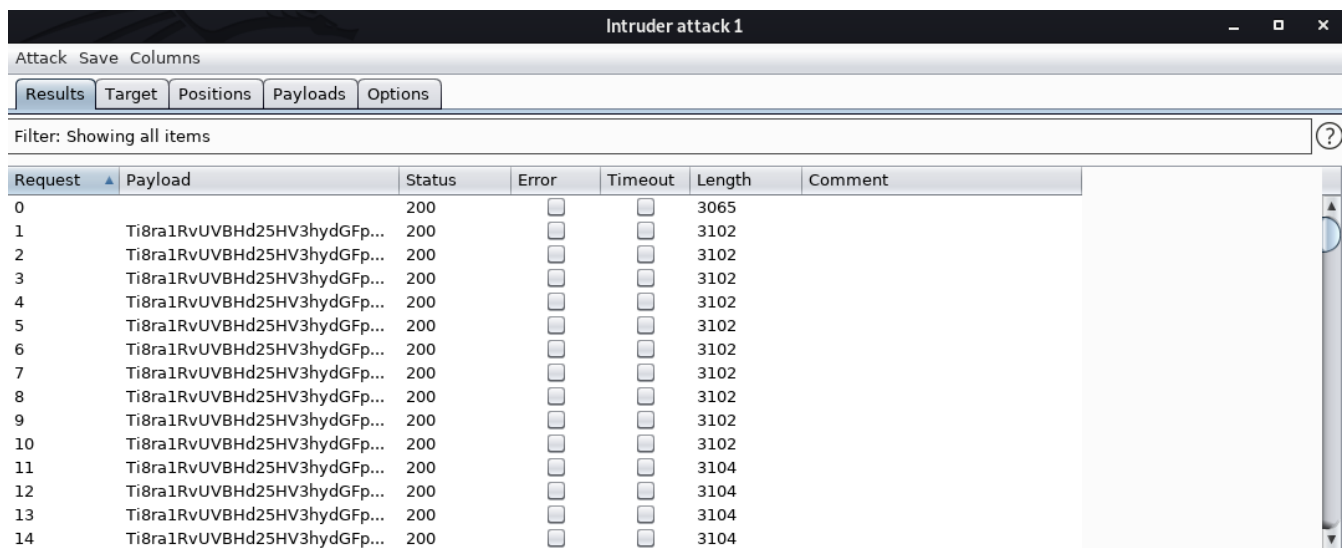 Intruder attack 1
Attack Save Columns
Results Target Positions Payloads Options
Filter: Showing all items
?
Request Payload Status Error Timeout Length Comment
0 200 3065
1 Ti8ra1RvUVBHd25HV3hydGFp... 200 3102
2 Ti8ra1RvUVBHd25HV3hydGFp... 200 3102
3 Ti8ra1RvUVBHd25HV3hydGFp... 200 3102
4 Ti8ra1RvUVBHd25HV3hydGFp... 200 3102
5 Ti8ra1RvUVBHd25HV3hydGFp... 200 3102
6 Ti8ra1RvUVBHd25HV3hydGFp... 200 3102
7 Ti8ra1RvUVBHd25HV3hydGFp... 200 3102
8 Ti8ra1RvUVBHd25HV3hydGFp... 200 3102
9 Ti8ra1RvUVBHd25HV3hydGFp... 200 3102
10 Ti8ra1RvUVBHd25HV3hydGFp... 200 3102
11 Ti8ra1RvUVBHd25HV3hydGFp... 200 3104
12 Ti8ra1RvUVBHd25HV3hydGFp... 200 3104
13 Ti8ra1RvUVBHd25HV3hydGFp... 200 3104
14 Ti8ra1RvUVBHd25HV3hydGFp... 200 3104